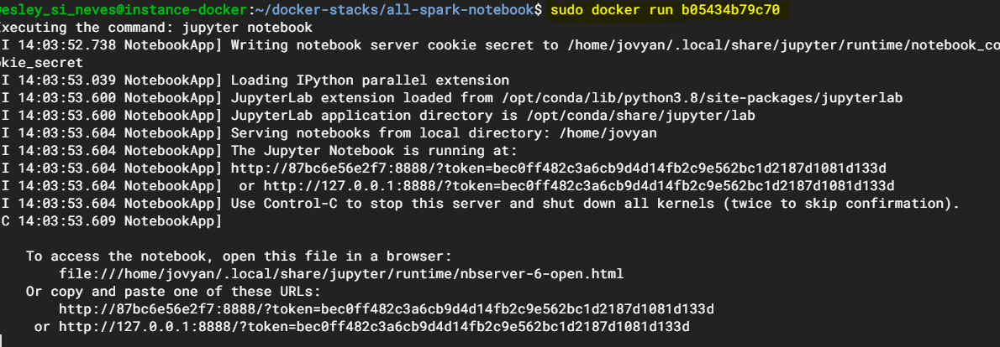 wesley_si_neves@instance-docker:~/docker-stacks/all-spark-notebook$ sudo docker run b05434b79c70
Executing the command: jupyter notebook
I 14:03:52.738 NotebookApp] Writing notebook server cookie secret to /home/jovyan/.local/share/jupyter/runtime/notebook_co
okie_secret
I 14:03:53.039 NotebookApp] Loading IPython parallel extension
I 14:03:53.600 NotebookApp] JupyterLab extension loaded from /opt/conda/lib/python3.8/site-packages/jupyterlab
I 14:03:53.600 NotebookApp] JupyterLab application directory is /opt/conda/share/jupyter/lab
I 14:03:53.604 NotebookApp] Serving notebooks from local directory: /home/jovyan
I 14:03:53.604 NotebookApp] The Jupyter Notebook is running at:
I 14:03:53.604 NotebookApp] http://87bc6e56e2f7:8888/?token=bec0ff482c3a6cb9d4d14fb2c9e562bc1d2187d1081d133d
I 14:03:53.604 NotebookApp]  or http://127.0.0.1:8888/?token=bec0ff482c3a6cb9d4d14fb2c9e562bc1d2187d1081d133d
I 14:03:53.604 NotebookApp] Use Control-C to stop this server and shut down all kernels (twice to skip confirmation).
C 14:03:53.609 NotebookApp]
To access the notebook, open this file in a browser:
file:///home/jovyan/.local/share/jupyter/runtime/nbserver-6-open.html
Or copy and paste one of these URLs:
http://87bc6e56e2f7:8888/?token=bec0ff482c3a6cb9d4d14fb2c9e562bc1d2187d1081d133d
or http://127.0.0.1:8888/?token=bec0ff482c3a6cb9d4d14fb2c9e562bc1d2187d1081d133d